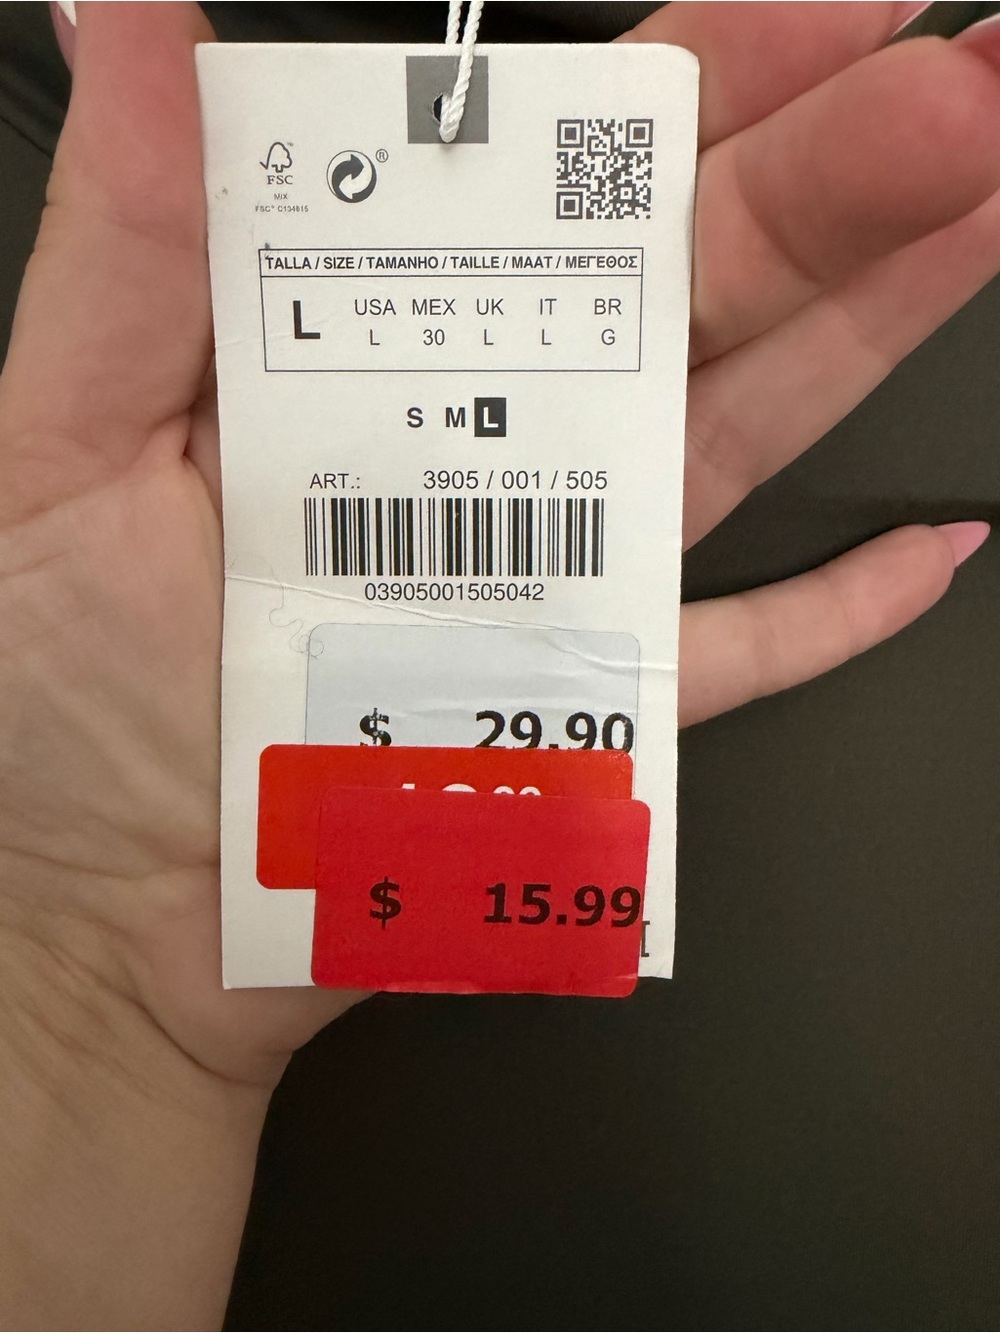 FSC
MIX
FSC® C104615
®
TALLA / SIZE / TAMANHO / TAILLE / MAAT / ΜΕΓΕΘΟΣ
L
USA MEX UK IT BR
L 30 L L G
S M L
ART.: 3905 / 001 / 505
03905001505042
$ 29.90
$ 15.99